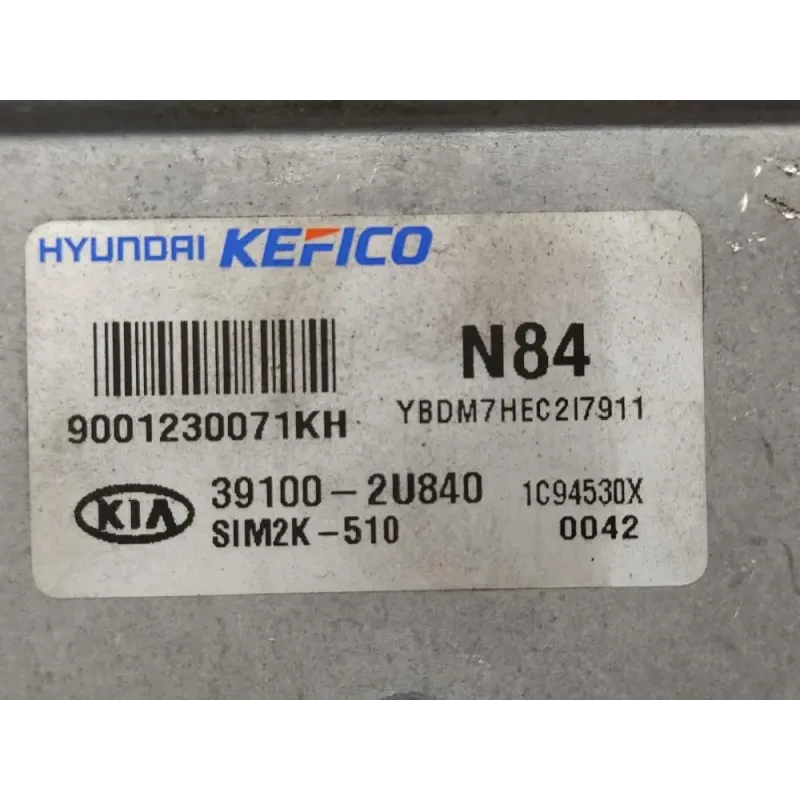 HYUNDAI KEFICO
N84
9001230071KH
YBDM7HEC2I7911
KIA
39100-2U840
1C94530X
SIM2K-510
0042